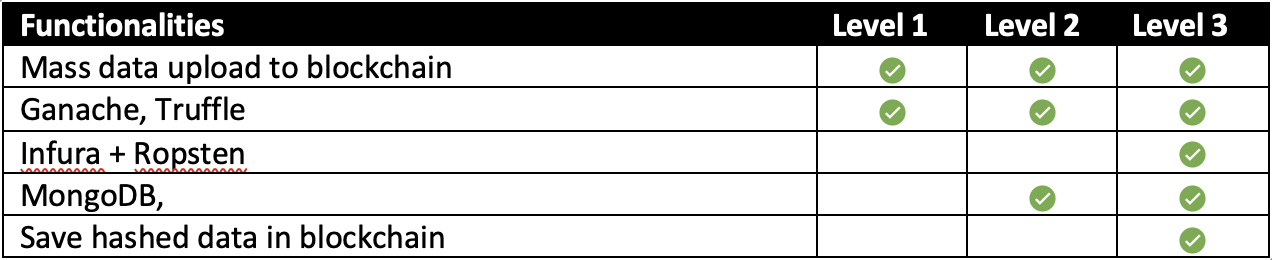 Functionalities Level 1 Level 2 Level 3
Mass data upload to blockchain
Ganache, Truffle
Infura + Ropsten
MongoDB,
Save hashed data in blockchain